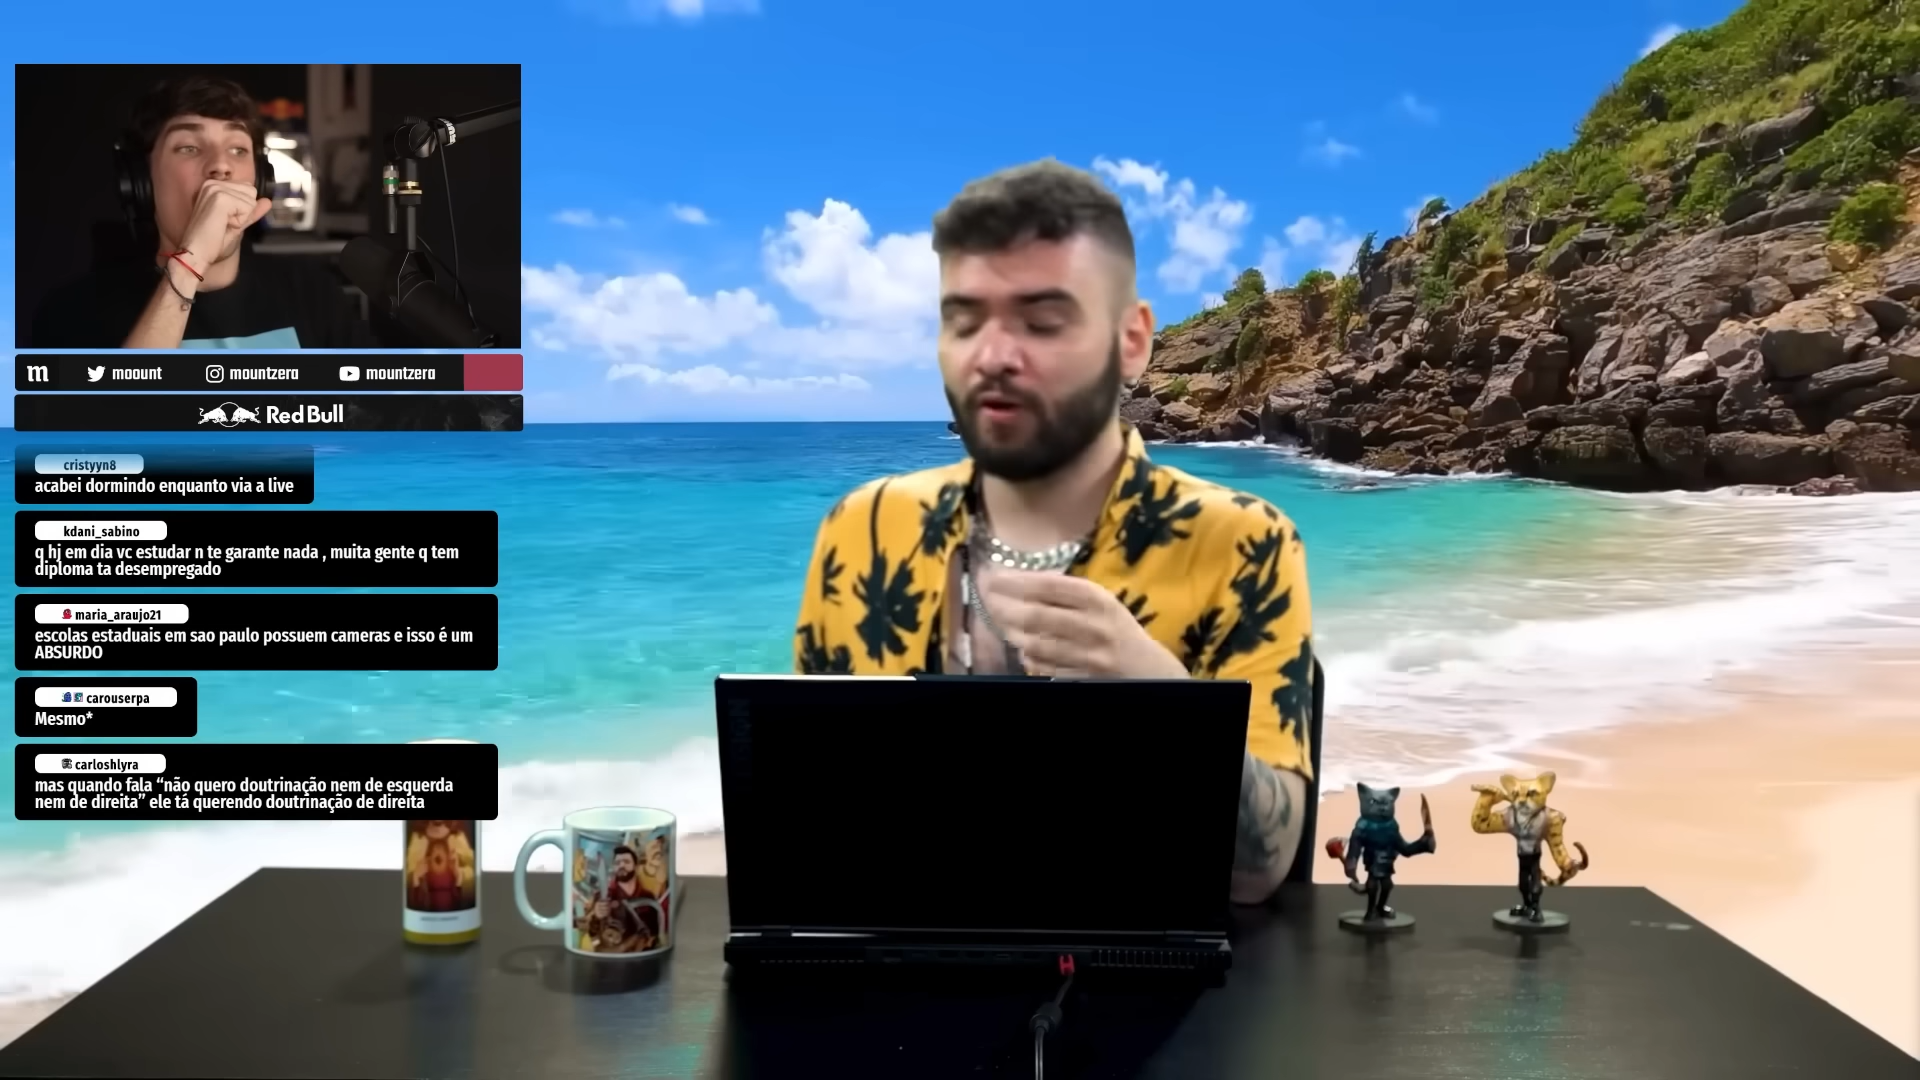 m
moount
mountzera
mountzera
Red Bull
cristyyn8
acabei dormindo enquanto via a live
kdani_sabino
q hj em dia vc estudar n te garante nada , muita gente q tem
diploma ta desempregado
maria_araujo21
escolas estaduais em sao paulo possuem cameras e isso é um
ABSURDO
carouserpa
Mesmo*
carloshlyra
mas quando fala “não quero doutrinação nem de esquerda
nem de direita” ele tá querendo doutrinação de direita